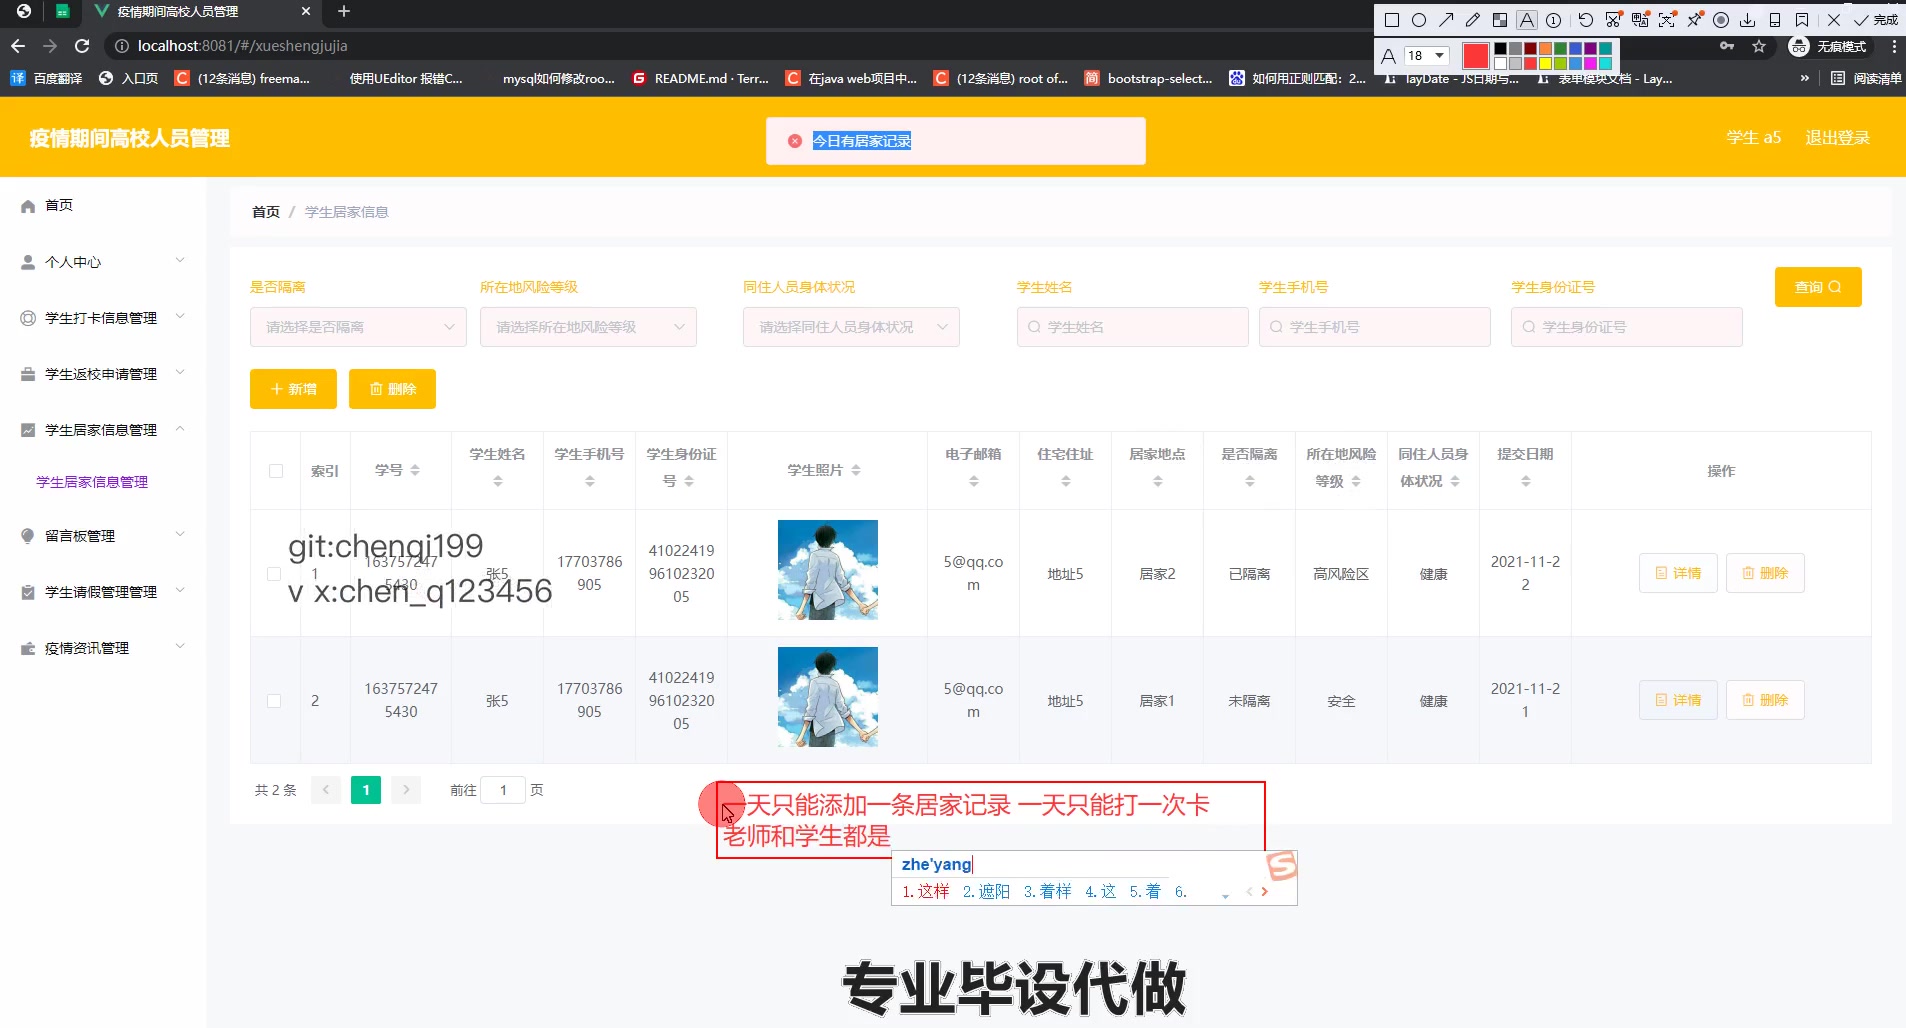 疫情期间高校人员管理
18
完成
localhost:8081/#/xueshengjujia
无痕模式
百度翻译
入口页
(12条消息) freema...
使用UEditor 报错C...
mysql如何修改roo...
README.md · Terr...
在java web项目中...
(12条消息) root of...
bootstrap-select...
如何用正则匹配：2...
layDate - JS日期与...
表单模块文档 - Lay...
阅读清单
疫情期间高校人员管理
今日有居家记录
学生 a5
退出登录
首页
个人中心
学生打卡信息管理
学生返校申请管理
学生居家信息管理
学生居家信息管理
留言板管理
学生请假管理管理
疫情资讯管理
首页 / 学生居家信息
是否隔离
所在地风险等级
同住人员身体状况
学生姓名
学生手机号
学生身份证号
请选择是否隔离
请选择所在地风险等级
请选择同住人员身体状况
学生姓名
学生手机号
学生身份证号
查询
新增
删除
索引
学号
学生姓名
学生手机号
学生身份证
号
学生照片
电子邮箱
住宅住址
居家地点
是否隔离
所在地风险
等级
同住人员身
体状况
提交日期
操作
1
163757247
5430
张5
17703786
905
41022419
96102320
05
5@qq.co
m
地址5
居家2
已隔离
高风险区
健康
2021-11-2
2
详情
删除
git:chenqi199
v x:chen_q123456
2
163757247
5430
张5
17703786
905
41022419
96102320
05
5@qq.co
m
地址5
居家1
未隔离
安全
健康
2021-11-2
1
详情
删除
共 2 条
1
前往 1 页
一天只能添加一条居家记录 一天只能打一次卡
老师和学生都是
zhe'yang
1.这样 2.遮阳 3.着样 4.这 5.着 6.
专业毕设代做